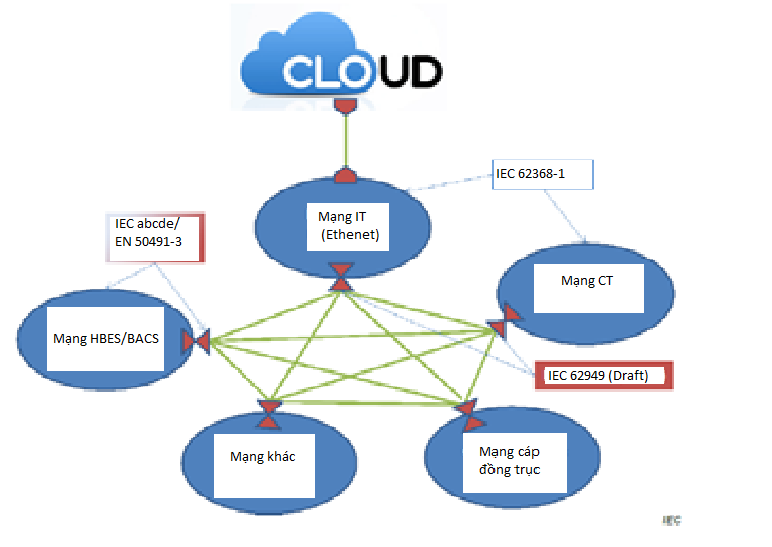 CLOUD
IEC 62368-1
Mạng IT
(Ethenet)
IEC abcde/
EN 50491-3
Mạng CT
Mạng HBES/BACS
IEC 62949 (Draft)
Mạng khác
Mạng cáp
đồng trục
IEC